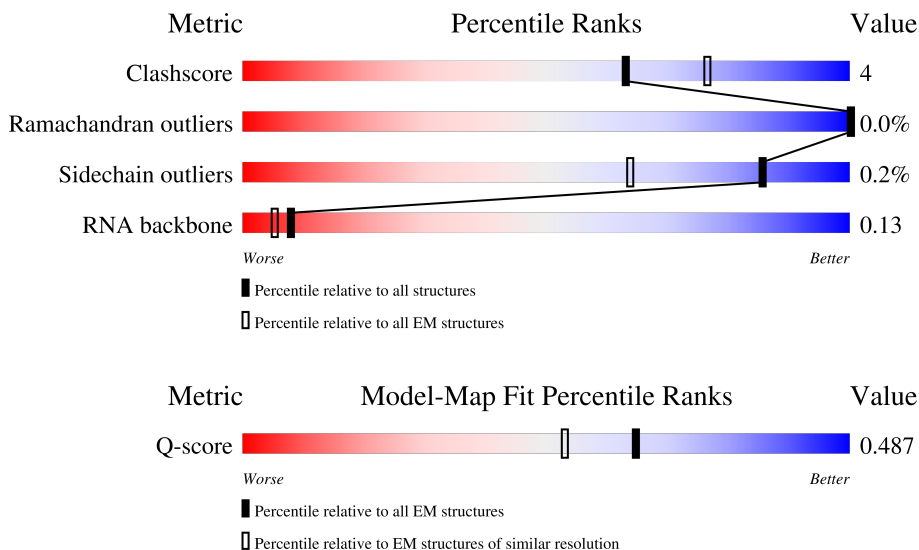 Metric Percentile Ranks Value
Clashscore 4
Ramachandran outliers 0.0%
Sidechain outliers 0.2%
RNA backbone 0.13
Worse Better
Percentile relative to all structures
Percentile relative to all EM structures
Metric Model-Map Fit Percentile Ranks Value
Q-score 0.487
Worse Better
Percentile relative to all EM structures
Percentile relative to EM structures of similar resolution